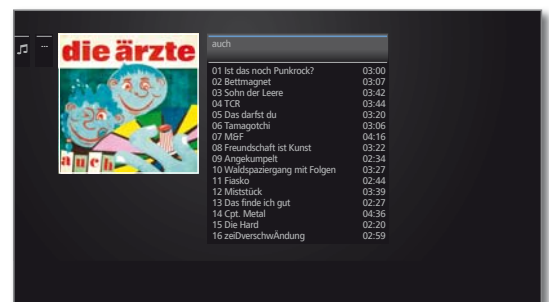 ...
die ärzte
auch
auch
01 Ist das noch Punkrock? 03:00
02 Bettmagnet 03:07
03 Sohn der Leere 03:42
04 TCR 03:44
05 Das darfst du 03:20
06 Tamagotchi 03:06
07 M&F 04:16
08 Freundschaft ist Kunst 03:22
09 Angekumpelt 02:34
10 Waldspaziergang mit Folgen 03:27
11 Fiasko 02:44
12 Miststück 03:39
13 Das finde ich gut 02:27
14 Cpt. Metal 04:36
15 Die Hard 02:20
16 zeiDverschwÄndung 02:59